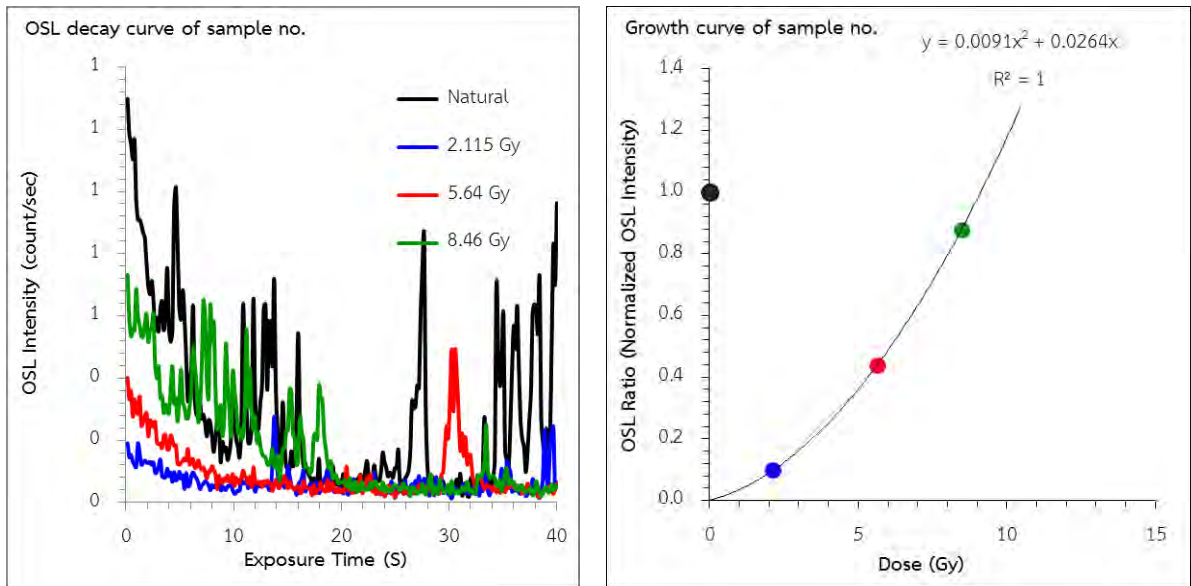 OSL decay curve of sample no.
1
1
1
1
1
0
0
0
OSL Intensity (count/sec)
Natural
2.115 Gy
5.64 Gy
8.46 Gy
0 10 20 30 40
Exposure Time (S)
Growth curve of sample no.
y = 0.0091x² + 0.0264x
R² = 1
1.4
1.2
1.0
0.8
0.6
0.4
0.2
0.0
OSL Ratio (Normalized OSL Intensity)
0 5 10 15
Dose (Gy)